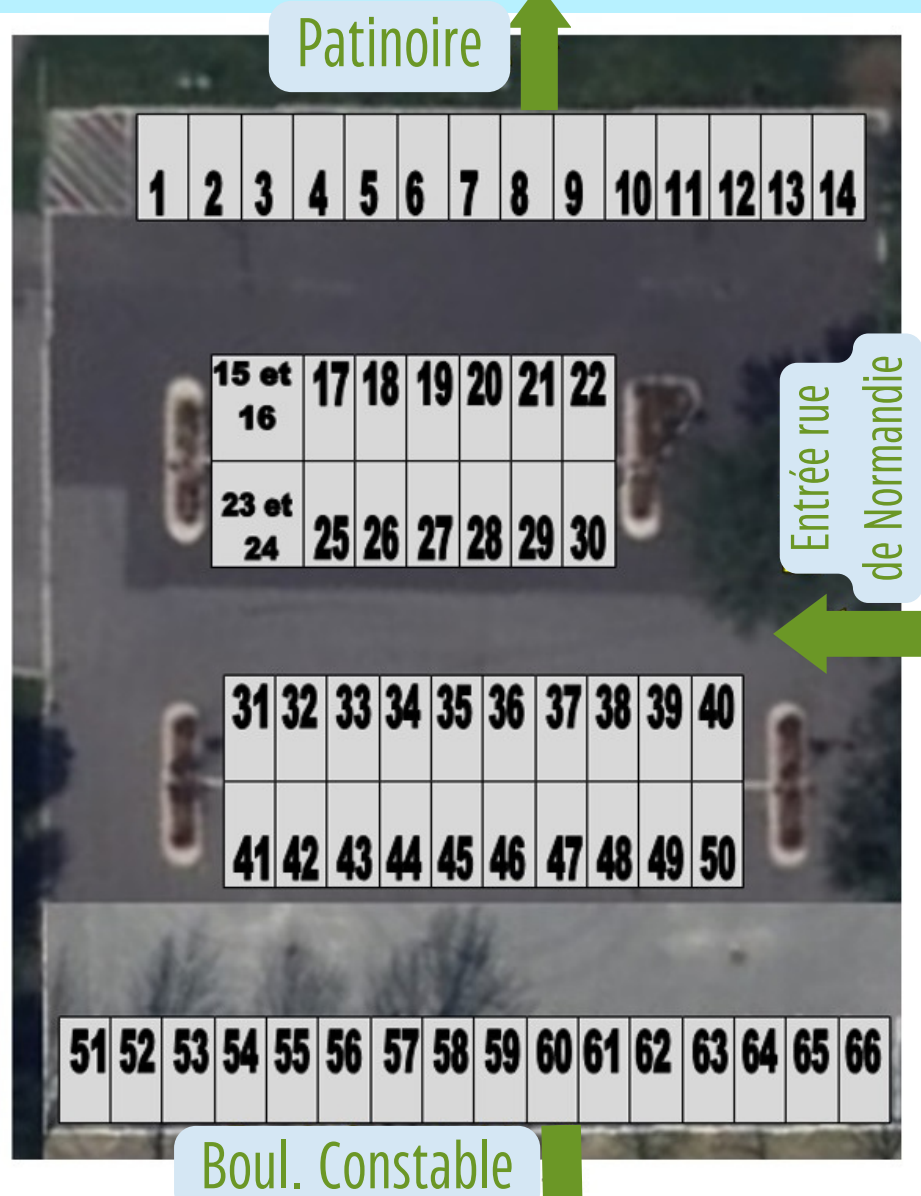 Patinoire
1 2 3 4 5 6 7 8 9 10 11 12 13 14
15 et
16
17 18 19 20 21 22
23 et
24
25 26 27 28 29 30
Entrée rue
de Normandie
31 32 33 34 35 36 37 38 39 40
41 42 43 44 45 46 47 48 49 50
51 52 53 54 55 56 57 58 59 60 61 62 63 64 65 66
Boul. Constable